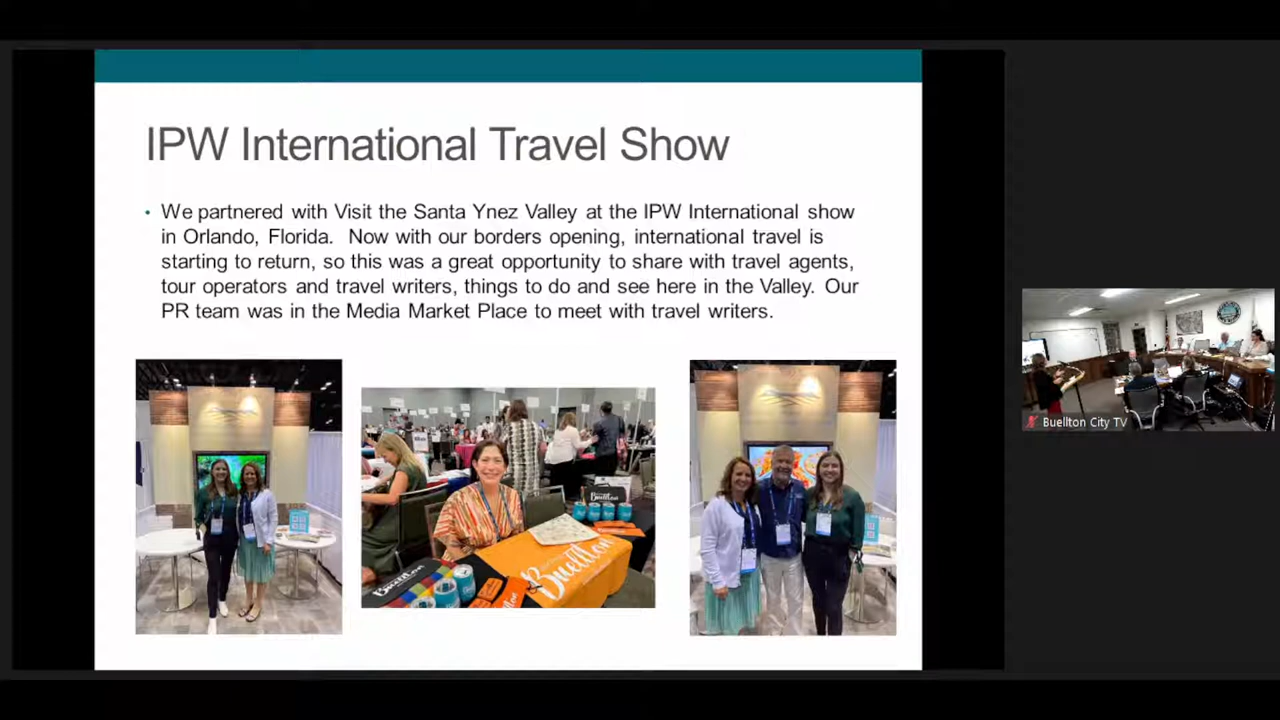 IPW International Travel Show
• We partnered with Visit the Santa Ynez Valley at the IPW International show
in Orlando, Florida.  Now with our borders opening, international travel is
starting to return, so this was a great opportunity to share with travel agents,
tour operators and travel writers, things to do and see here in the Valley.  Our
PR team was in the Media Market Place to meet with travel writers.
Buellton
Buellton
Buellton
Buellton City TV